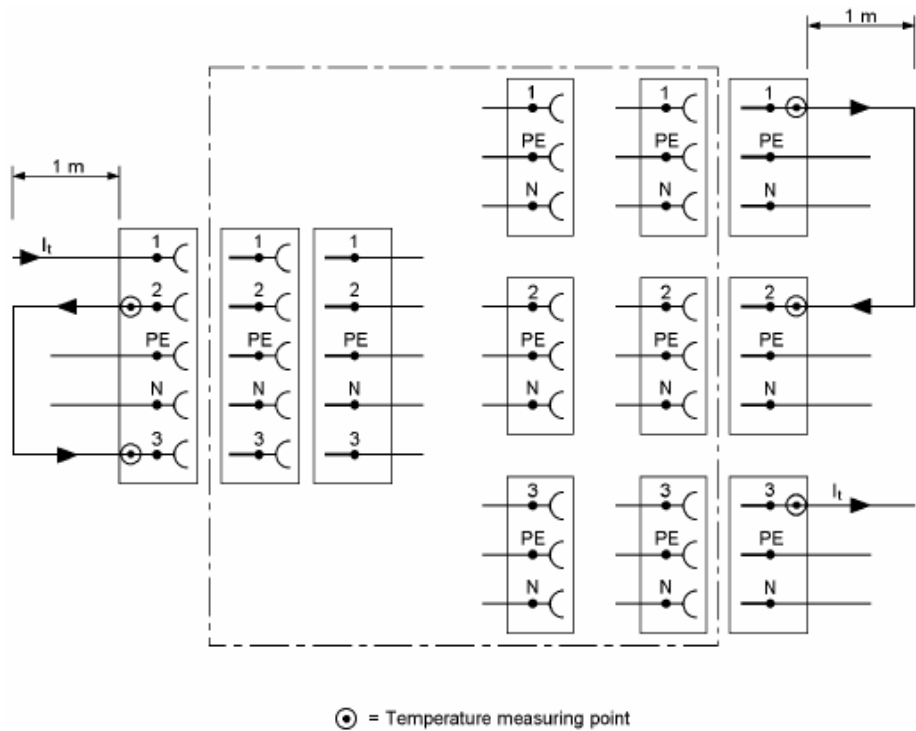 1 m
1 1 1
PE PE PE
N N N
1 m
It 1 1 1
2 2 2
PE PE PE
N N N
3 3 3
2 2 2
PE PE PE
N N N
3 3 3 It
PE PE PE
N N N
= Temperature measuring point